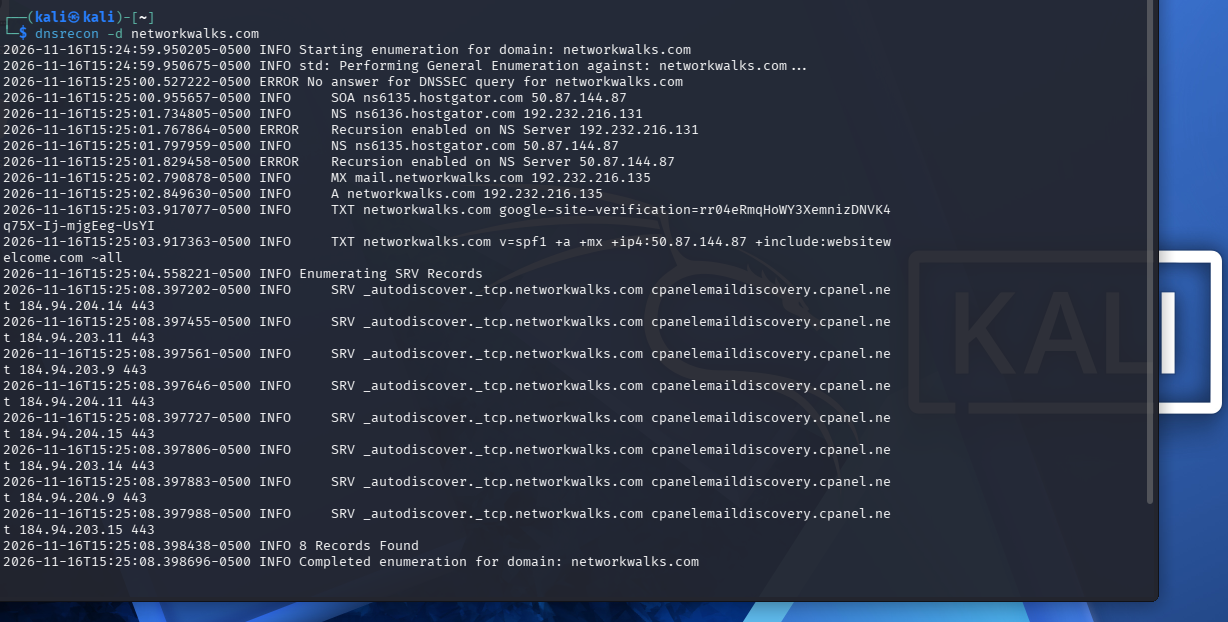 ┌──(kali㉿kali)-[~]
└─$ dnsrecon -d networkwalks.com
2026-11-16T15:24:59.950205-0500 INFO Starting enumeration for domain: networkwalks.com
2026-11-16T15:24:59.950675-0500 INFO std: Performing General Enumeration against: networkwalks.com...
2026-11-16T15:25:00.527222-0500 ERROR No answer for DNSSEC query for networkwalks.com
2026-11-16T15:25:00.955657-0500 INFO     SOA ns6135.hostgator.com 50.87.144.87
2026-11-16T15:25:01.734805-0500 INFO     NS ns6136.hostgator.com 192.232.216.131
2026-11-16T15:25:01.767864-0500 ERROR    Recursion enabled on NS Server 192.232.216.131
2026-11-16T15:25:01.797959-0500 INFO     NS ns6135.hostgator.com 50.87.144.87
2026-11-16T15:25:01.829458-0500 ERROR    Recursion enabled on NS Server 50.87.144.87
2026-11-16T15:25:02.790878-0500 INFO     MX mail.networkwalks.com 192.232.216.135
2026-11-16T15:25:02.849630-0500 INFO     A networkwalks.com 192.232.216.135
2026-11-16T15:25:03.917077-0500 INFO     TXT networkwalks.com google-site-verification=rr04eRmqHoWY3XemnizDNVK4
q75X-Ij-mjgEeg-UsYI
2026-11-16T15:25:03.917363-0500 INFO     TXT networkwalks.com v=spf1 +a +mx +ip4:50.87.144.87 +include:websitew
elcome.com ~all
2026-11-16T15:25:04.558221-0500 INFO Enumerating SRV Records
2026-11-16T15:25:08.397202-0500 INFO     SRV _autodiscover._tcp.networkwalks.com cpanelemaildiscovery.cpanel.ne
t 184.94.204.14 443
2026-11-16T15:25:08.397455-0500 INFO     SRV _autodiscover._tcp.networkwalks.com cpanelemaildiscovery.cpanel.ne
t 184.94.203.11 443
2026-11-16T15:25:08.397561-0500 INFO     SRV _autodiscover._tcp.networkwalks.com cpanelemaildiscovery.cpanel.ne
t 184.94.203.9 443
2026-11-16T15:25:08.397646-0500 INFO     SRV _autodiscover._tcp.networkwalks.com cpanelemaildiscovery.cpanel.ne
t 184.94.204.11 443
2026-11-16T15:25:08.397727-0500 INFO     SRV _autodiscover._tcp.networkwalks.com cpanelemaildiscovery.cpanel.ne
t 184.94.204.15 443
2026-11-16T15:25:08.397806-0500 INFO     SRV _autodiscover._tcp.networkwalks.com cpanelemaildiscovery.cpanel.ne
t 184.94.203.14 443
2026-11-16T15:25:08.397883-0500 INFO     SRV _autodiscover._tcp.networkwalks.com cpanelemaildiscovery.cpanel.ne
t 184.94.204.9 443
2026-11-16T15:25:08.397988-0500 INFO     SRV _autodiscover._tcp.networkwalks.com cpanelemaildiscovery.cpanel.ne
t 184.94.203.15 443
2026-11-16T15:25:08.398438-0500 INFO 8 Records Found
2026-11-16T15:25:08.398696-0500 INFO Completed enumeration for domain: networkwalks.com
KALI